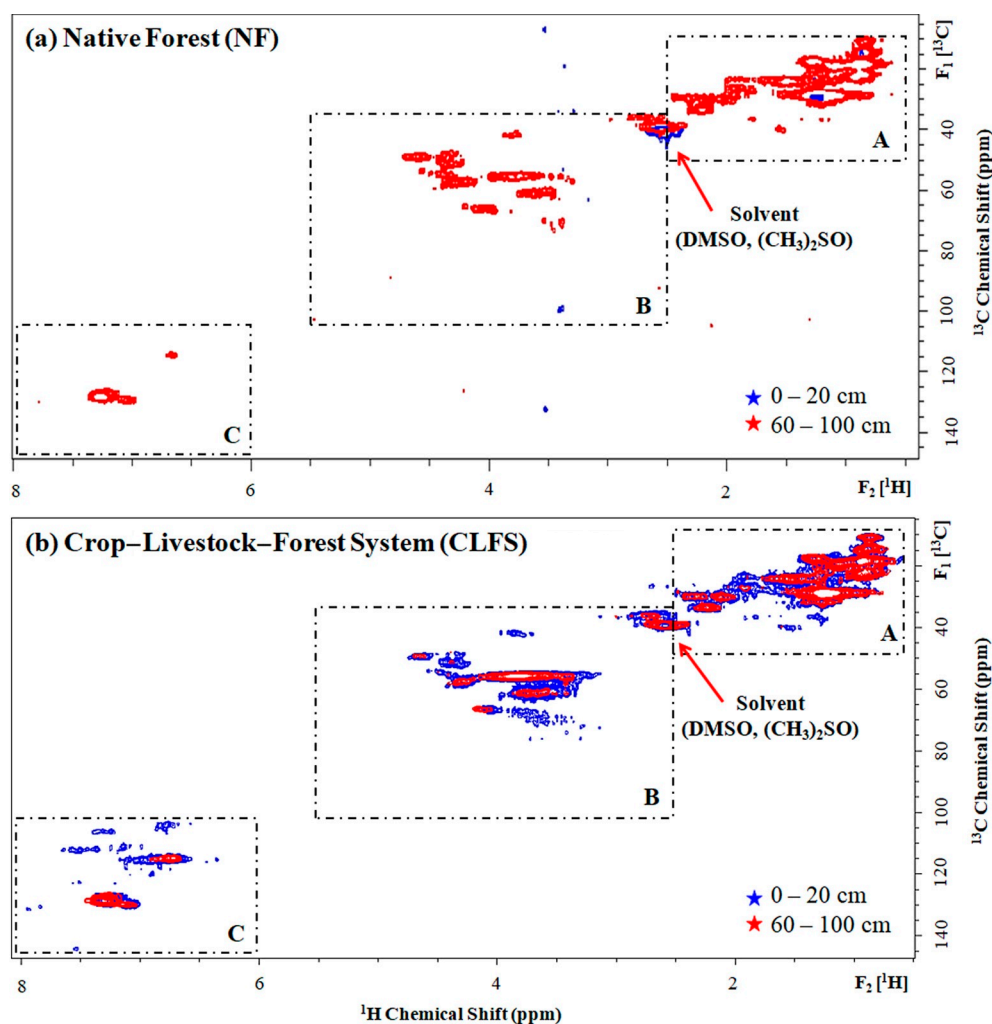 (a) Native Forest (NF)
F₁ [¹³C]
A
40
Solvent
(DMSO, (CH₃)₂SO)
60
80
B
100
120
C
★ 0 – 20 cm
★ 60 – 100 cm
140
¹³C Chemical Shift (ppm)
8
6
4
2
F₂ [¹H]
(b) Crop–Livestock–Forest System (CLFS)
F₁ [¹³C]
A
40
Solvent
(DMSO, (CH₃)₂SO)
60
80
B
100
120
C
★ 0 – 20 cm
★ 60 – 100 cm
140
¹³C Chemical Shift (ppm)
8
6
4
2
F₂ [¹H]
¹H Chemical Shift (ppm)